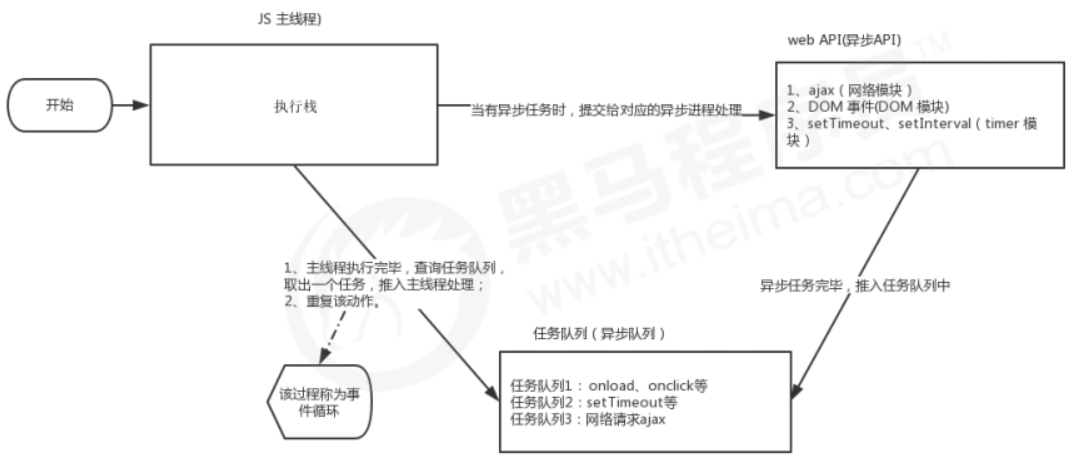 JS 主线程)
web API(异步API)
开始
执行栈
当有异步任务时，提交给对应的异步进程处理
1、ajax（网络模块）
2、DOM 事件(DOM 模块)
3、setTimeout、setInterval（timer 模
块）
1、主线程执行完毕，查询任务队列，
取出一个任务，推入主线程处理；
2、重复该动作。
异步任务完毕，推入任务队列中
任务队列（异步队列）
该过程称为事
件循环
任务队列1： onload、onclick等
任务队列2：setTimeout等
任务队列3：网络请求ajax
黑马程序员™
www.itheima.com